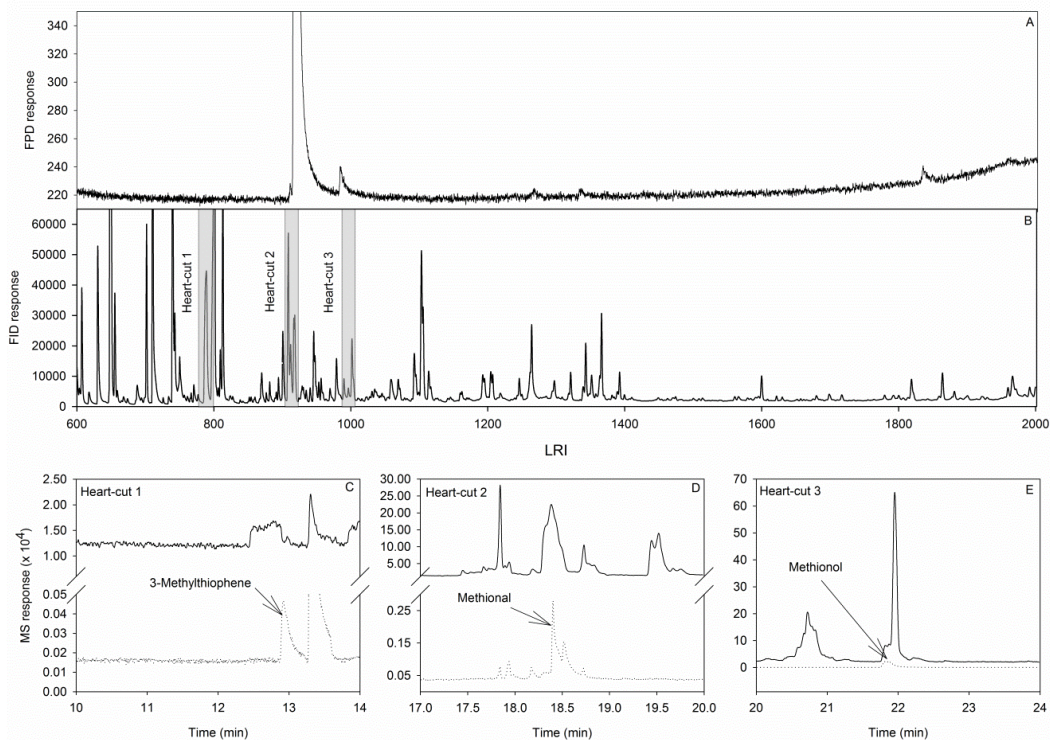 A
FPD response
340
320
300
280
260
240
220
B
FID response
60000
50000
40000
30000
20000
10000
0
Heart-cut 1
Heart-cut 2
Heart-cut 3
600 800 1000 1200 1400 1600 1800 2000
LRI
MS response (x 10⁴)
Heart-cut 1
C
2.50
2.00
1.50
1.00
3-Methylthiophene
0.05
0.04
0.03
0.02
0.01
0.00
10 11 12 13 14
Time (min)
Heart-cut 2
D
30.00
25.00
20.00
15.00
10.00
5.00
Methional
0.25
0.15
0.05
17.0 17.5 18.0 18.5 19.0 19.5 20.0
Time (min)
Heart-cut 3
E
70
60
50
40
30
20
10
0
Methionol
20 21 22 23 24
Time (min)